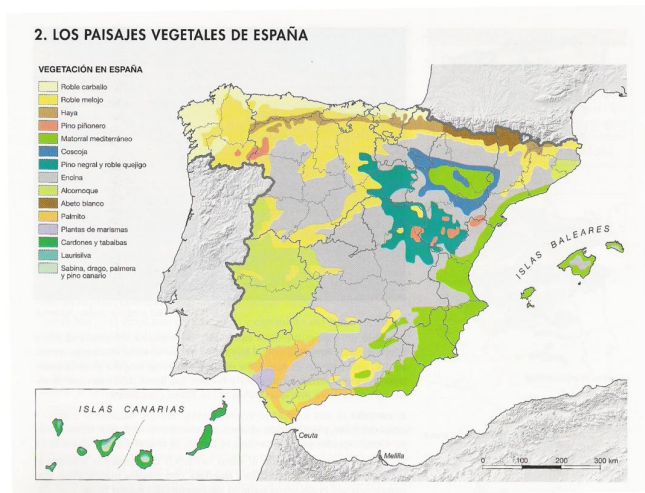 2. LOS PAISAJES VEGETALES DE ESPAÑA
VEGETACIÓN EN ESPAÑA
Roble carballo
Roble melojo
Haya
Pino piñonero
Matorral mediterráneo
Coscoja
Pino negral y roble quejigo
Encina
Alcornoque
Abeto blanco
Palmito
Plantas de marismas
Cardones y tabaibas
Laurisilva
Sabina, drago, palmera
y pino canario
ISLAS BALEARES
ISLAS CANARIAS
Ceuta
Melilla
0 100 200 300 km